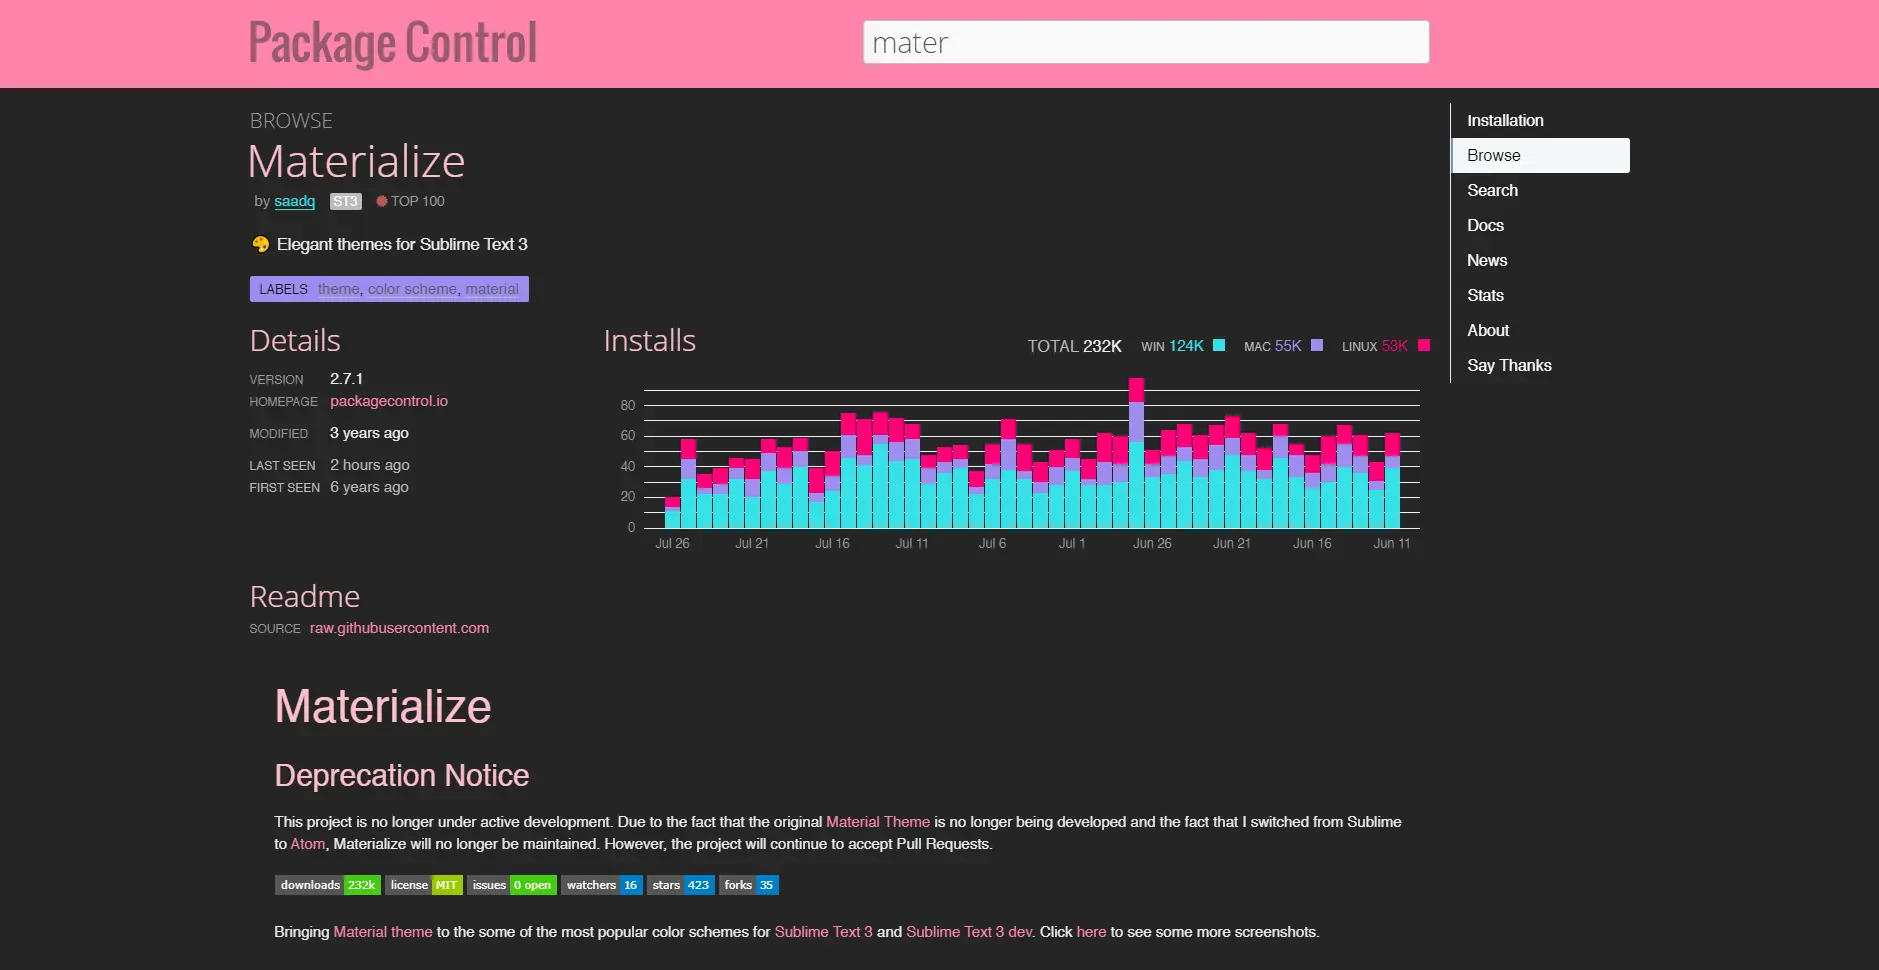 Package Control
mater
BROWSE
Materialize
by saadq ST3 TOP 100
Elegant themes for Sublime Text 3
LABELS theme, color scheme, material
Installation
Browse
Search
Docs
News
Stats
About
Say Thanks
Details
VERSION 2.7.1
HOMEPAGE packagecontrol.io
MODIFIED 3 years ago
LAST SEEN 2 hours ago
FIRST SEEN 6 years ago
Installs
TOTAL 232K WIN 124K MAC 55K LINUX 53K
80
60
40
20
0
Jul 26 Jul 21 Jul 16 Jul 11 Jul 6 Jul 1 Jun 26 Jun 21 Jun 16 Jun 11
Readme
SOURCE raw.githubusercontent.com
Materialize
Deprecation Notice
This project is no longer under active development. Due to the fact that the original Material Theme is no longer being developed and the fact that I switched from Sublime
to Atom, Materialize will no longer be maintained. However, the project will continue to accept Pull Requests.
downloads 232k license MIT issues 0 open watchers 16 stars 423 forks 35
Bringing Material theme to the some of the most popular color schemes for Sublime Text 3 and Sublime Text 3 dev. Click here to see some more screenshots.